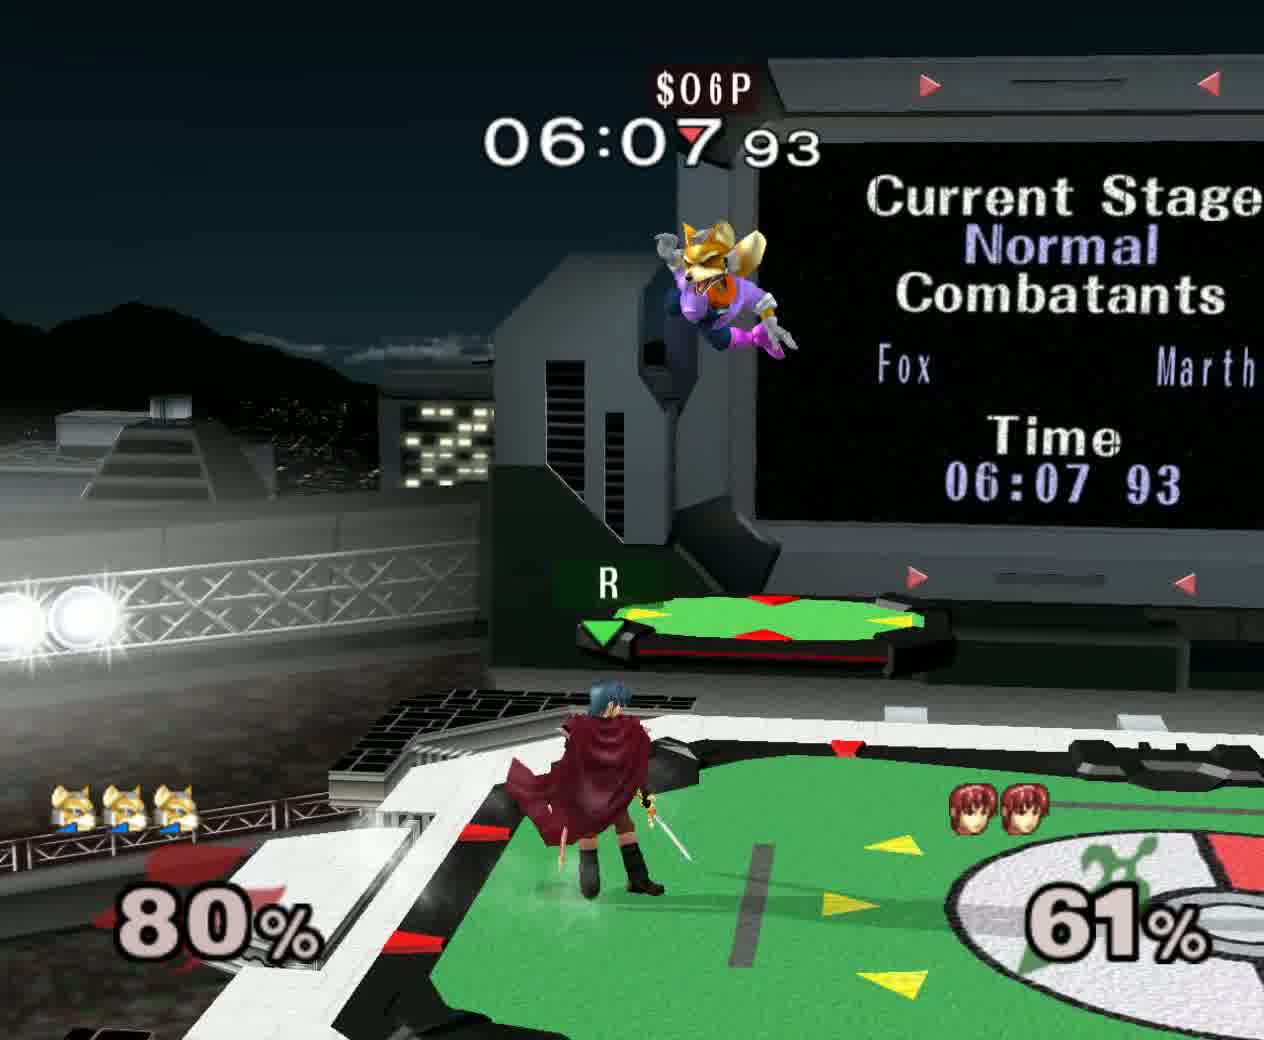 $06P
06:07 93
Current Stage
Normal
Combatants
Fox Marth
Time
06:07 93
R
80%
61%